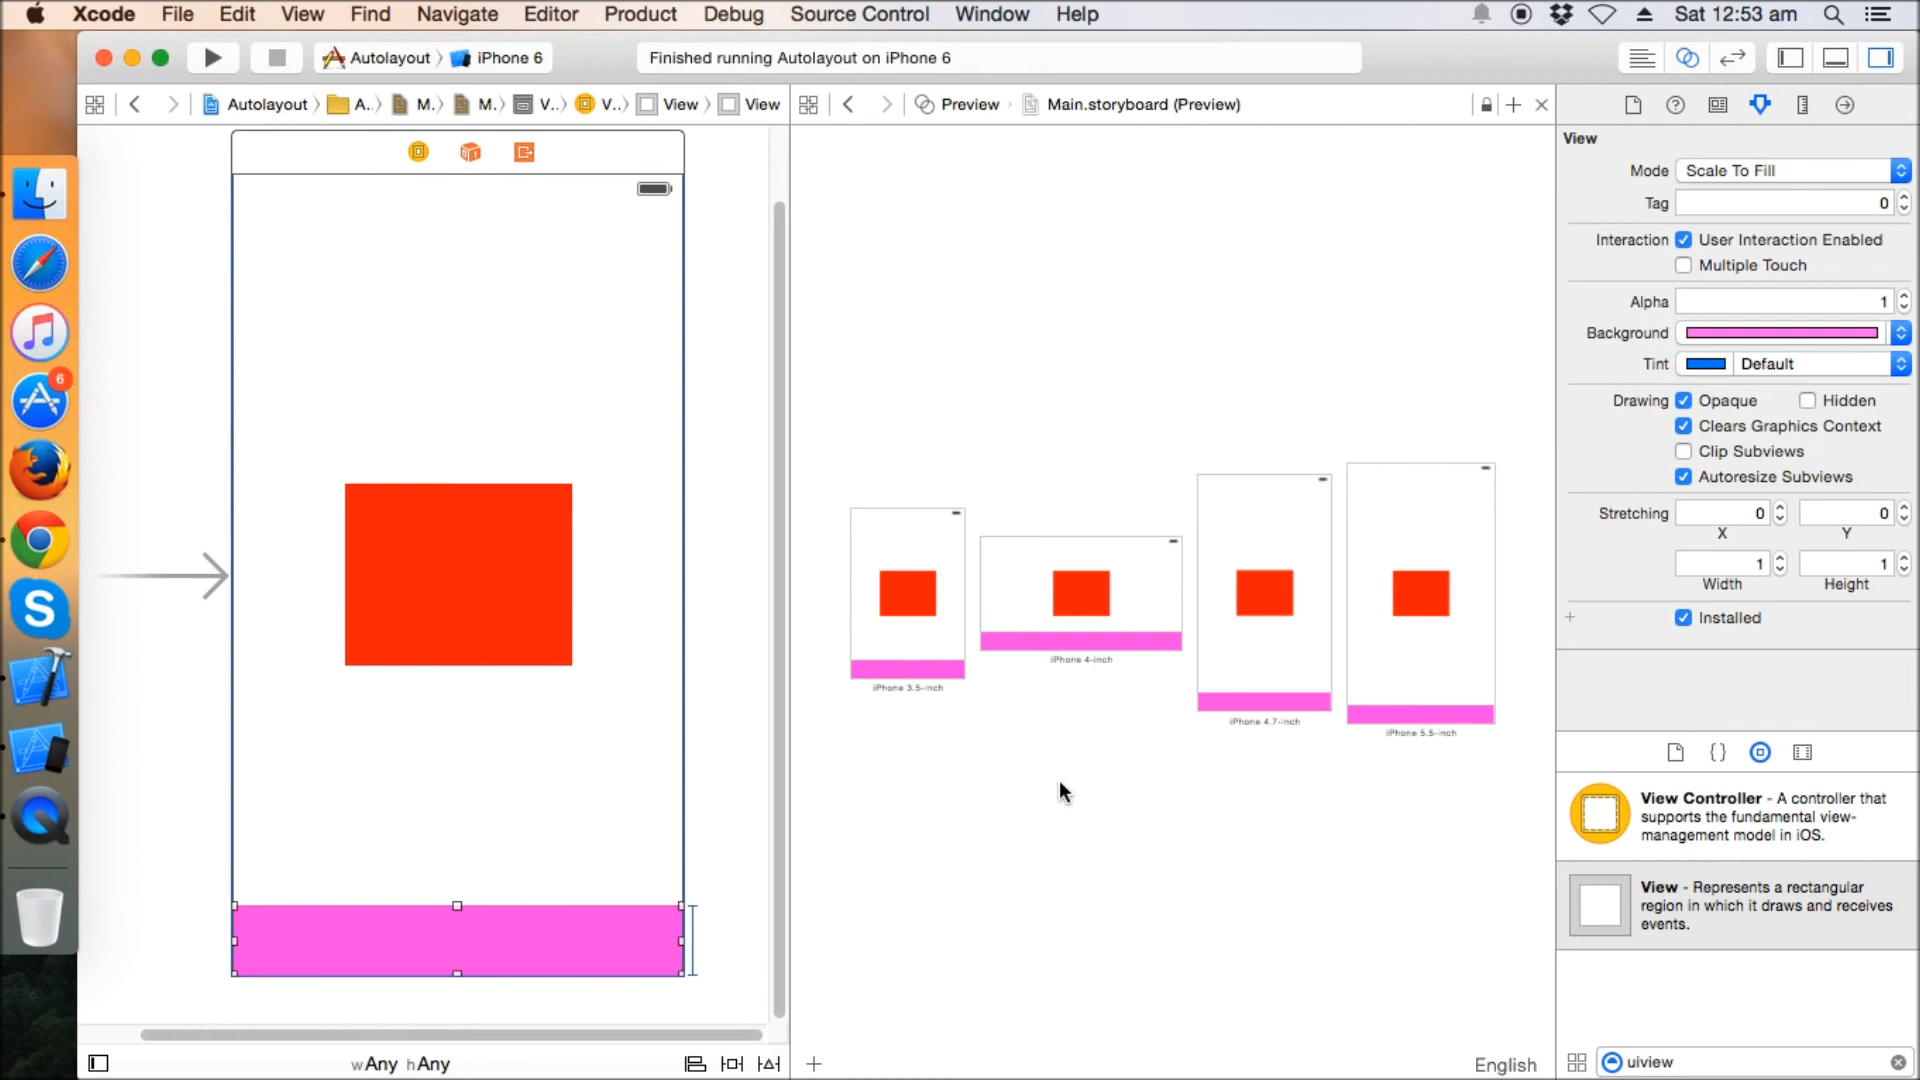 Xcode File Edit View Find Navigate Editor Product Debug Source Control Window Help Sat 12:53 am
Autolayout iPhone 6 Finished running Autolayout on iPhone 6
Autolayout A.. M.. M.. V.. V.. View View Preview Main.storyboard (Preview)
View
Mode Scale To Fill
Tag 0
Interaction User Interaction Enabled
Multiple Touch
Alpha 1
Background
Tint Default
Drawing Opaque Hidden
Clears Graphics Context
Clip Subviews
Autoresize Subviews
Stretching 0 0
X Y
1 1
Width Height
Installed
6
S
iPhone 3.5-inch
iPhone 4-inch
iPhone 4.7-inch
iPhone 5.5-inch
View Controller - A controller that
supports the fundamental view-
management model in iOS.
View - Represents a rectangular
region in which it draws and receives
events.
wAny hAny
English
uiview